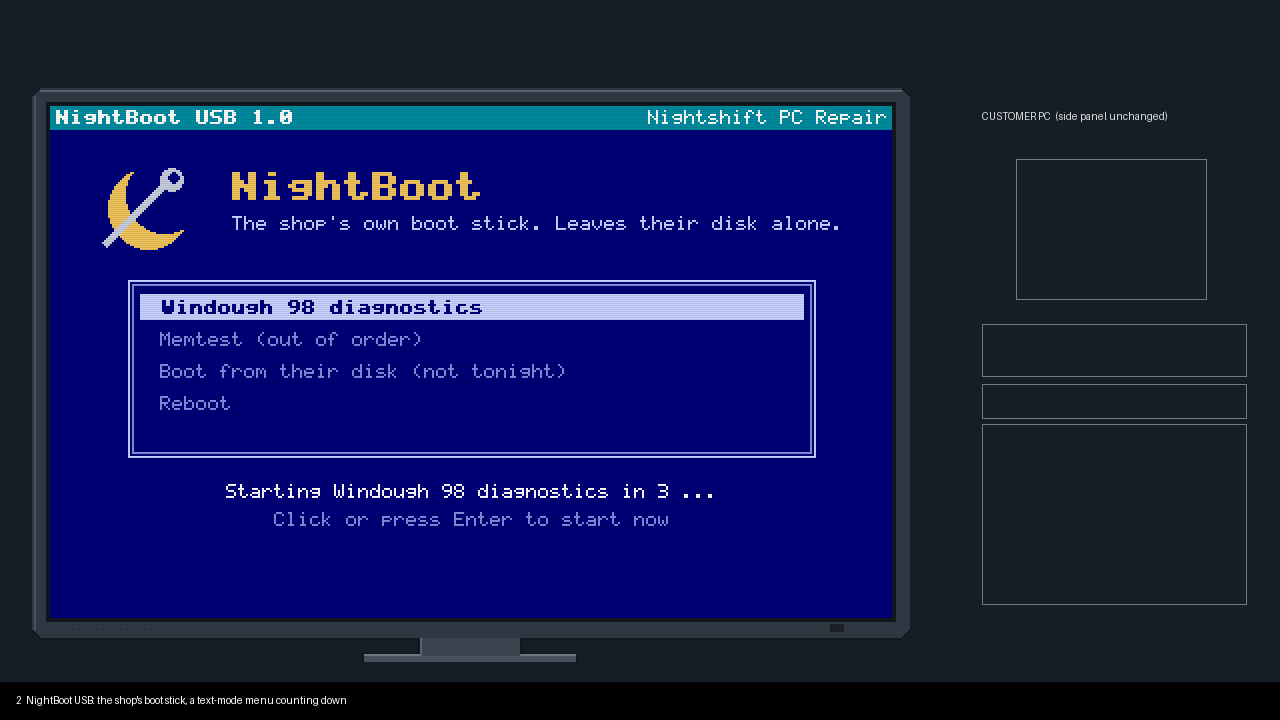 NightBoot USB 1.0
Nightshift PC Repair
CUSTOMER PC (side panel unchanged)
NightBoot
The shop's own boot stick. Leaves their disk alone.
Windough 98 diagnostics
Memtest (out of order)
Boot from their disk (not tonight)
Reboot
Starting Windough 98 diagnostics in 3 ...
Click or press Enter to start now
2 NightBoot USB: the shop's boot stick, a text-mode menu counting down